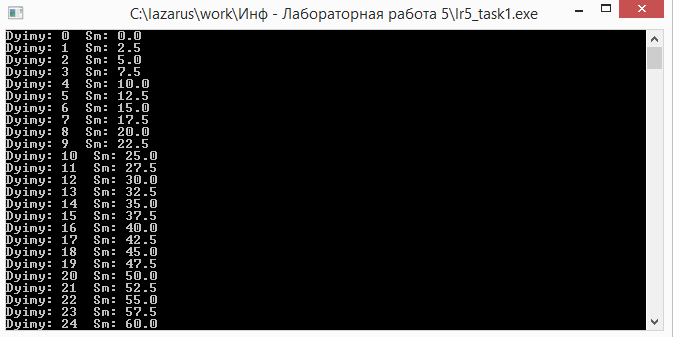 C:\lazarus\work\Инф - Лабораторная работа 5\lr5_task1.exe
Dyimy: 0  Sm: 0.0
Dyimy: 1  Sm: 2.5
Dyimy: 2  Sm: 5.0
Dyimy: 3  Sm: 7.5
Dyimy: 4  Sm: 10.0
Dyimy: 5  Sm: 12.5
Dyimy: 6  Sm: 15.0
Dyimy: 7  Sm: 17.5
Dyimy: 8  Sm: 20.0
Dyimy: 9  Sm: 22.5
Dyimy: 10  Sm: 25.0
Dyimy: 11  Sm: 27.5
Dyimy: 12  Sm: 30.0
Dyimy: 13  Sm: 32.5
Dyimy: 14  Sm: 35.0
Dyimy: 15  Sm: 37.5
Dyimy: 16  Sm: 40.0
Dyimy: 17  Sm: 42.5
Dyimy: 18  Sm: 45.0
Dyimy: 19  Sm: 47.5
Dyimy: 20  Sm: 50.0
Dyimy: 21  Sm: 52.5
Dyimy: 22  Sm: 55.0
Dyimy: 23  Sm: 57.5
Dyimy: 24  Sm: 60.0